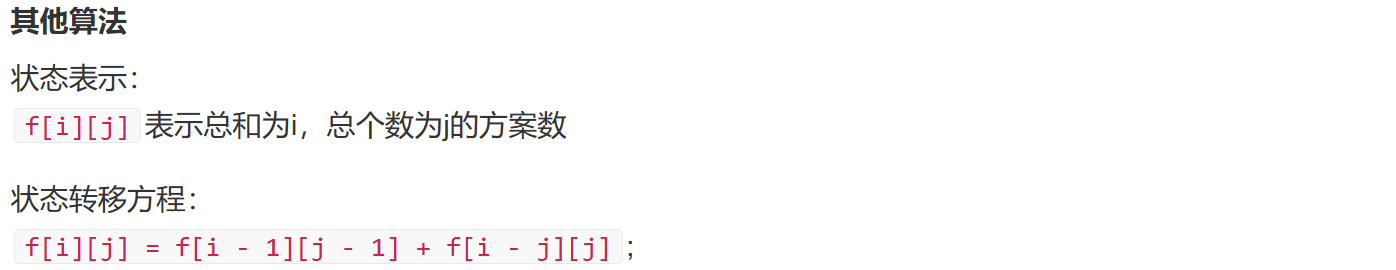 其他算法
状态表示：
f[i][j] 表示总和为i，总个数为j的方案数
状态转移方程：
f[i][j] = f[i - 1][j - 1] + f[i - j][j] ;